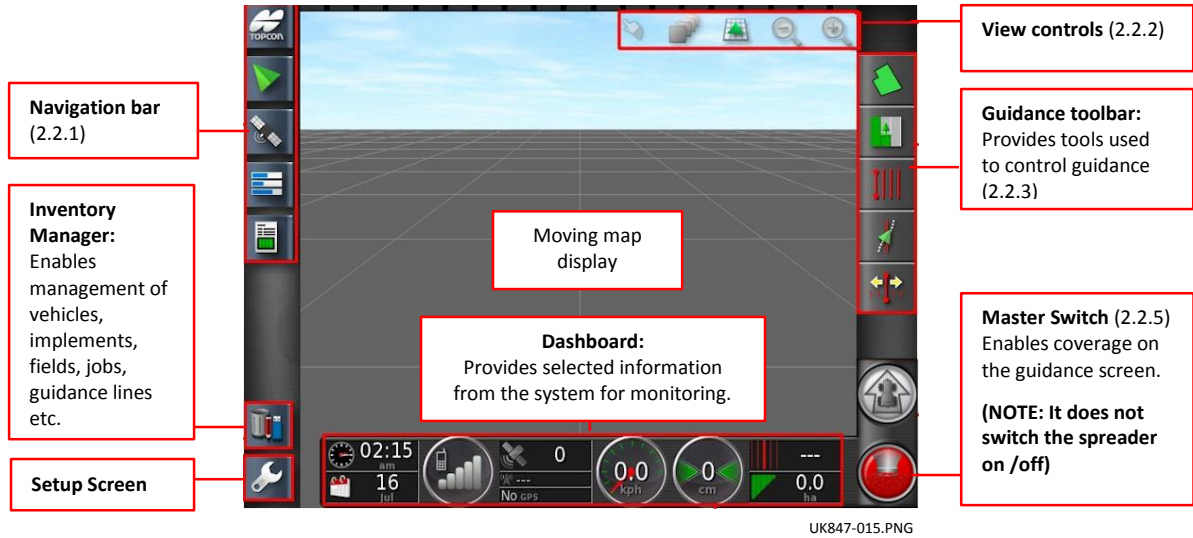 TOPCON
View controls (2.2.2)
Navigation bar
(2.2.1)
Guidance toolbar:
Provides tools used
to control guidance
(2.2.3)
Inventory
Manager:
Enables
management of
vehicles,
implements,
fields, jobs,
guidance lines
etc.
Moving map
display
Dashboard:
Provides selected information
from the system for monitoring.
Master Switch (2.2.5)
Enables coverage on
the guidance screen.
(NOTE: It does not
switch the spreader
on /off)
Setup Screen
02:15
am
16
Jul
0
---
No GPS
0.0
kph
0
cm
---
0.0
ha
UK847-015.PNG